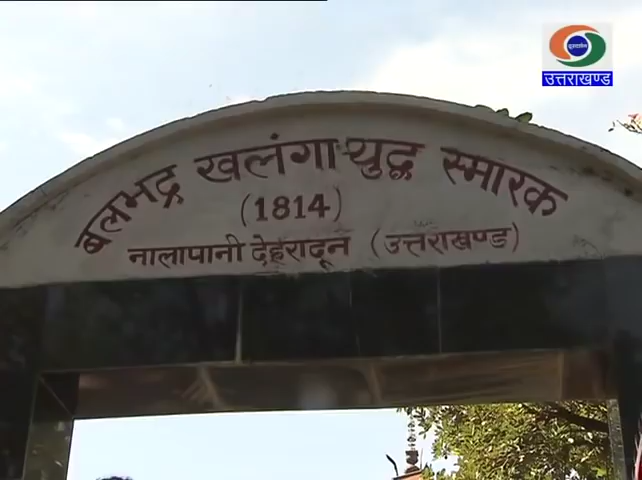 उत्तराखण्ड
बलभद्र खलंगा युद्ध स्मारक
(1814)
नालापानी देहरादून (उत्तराखण्ड)